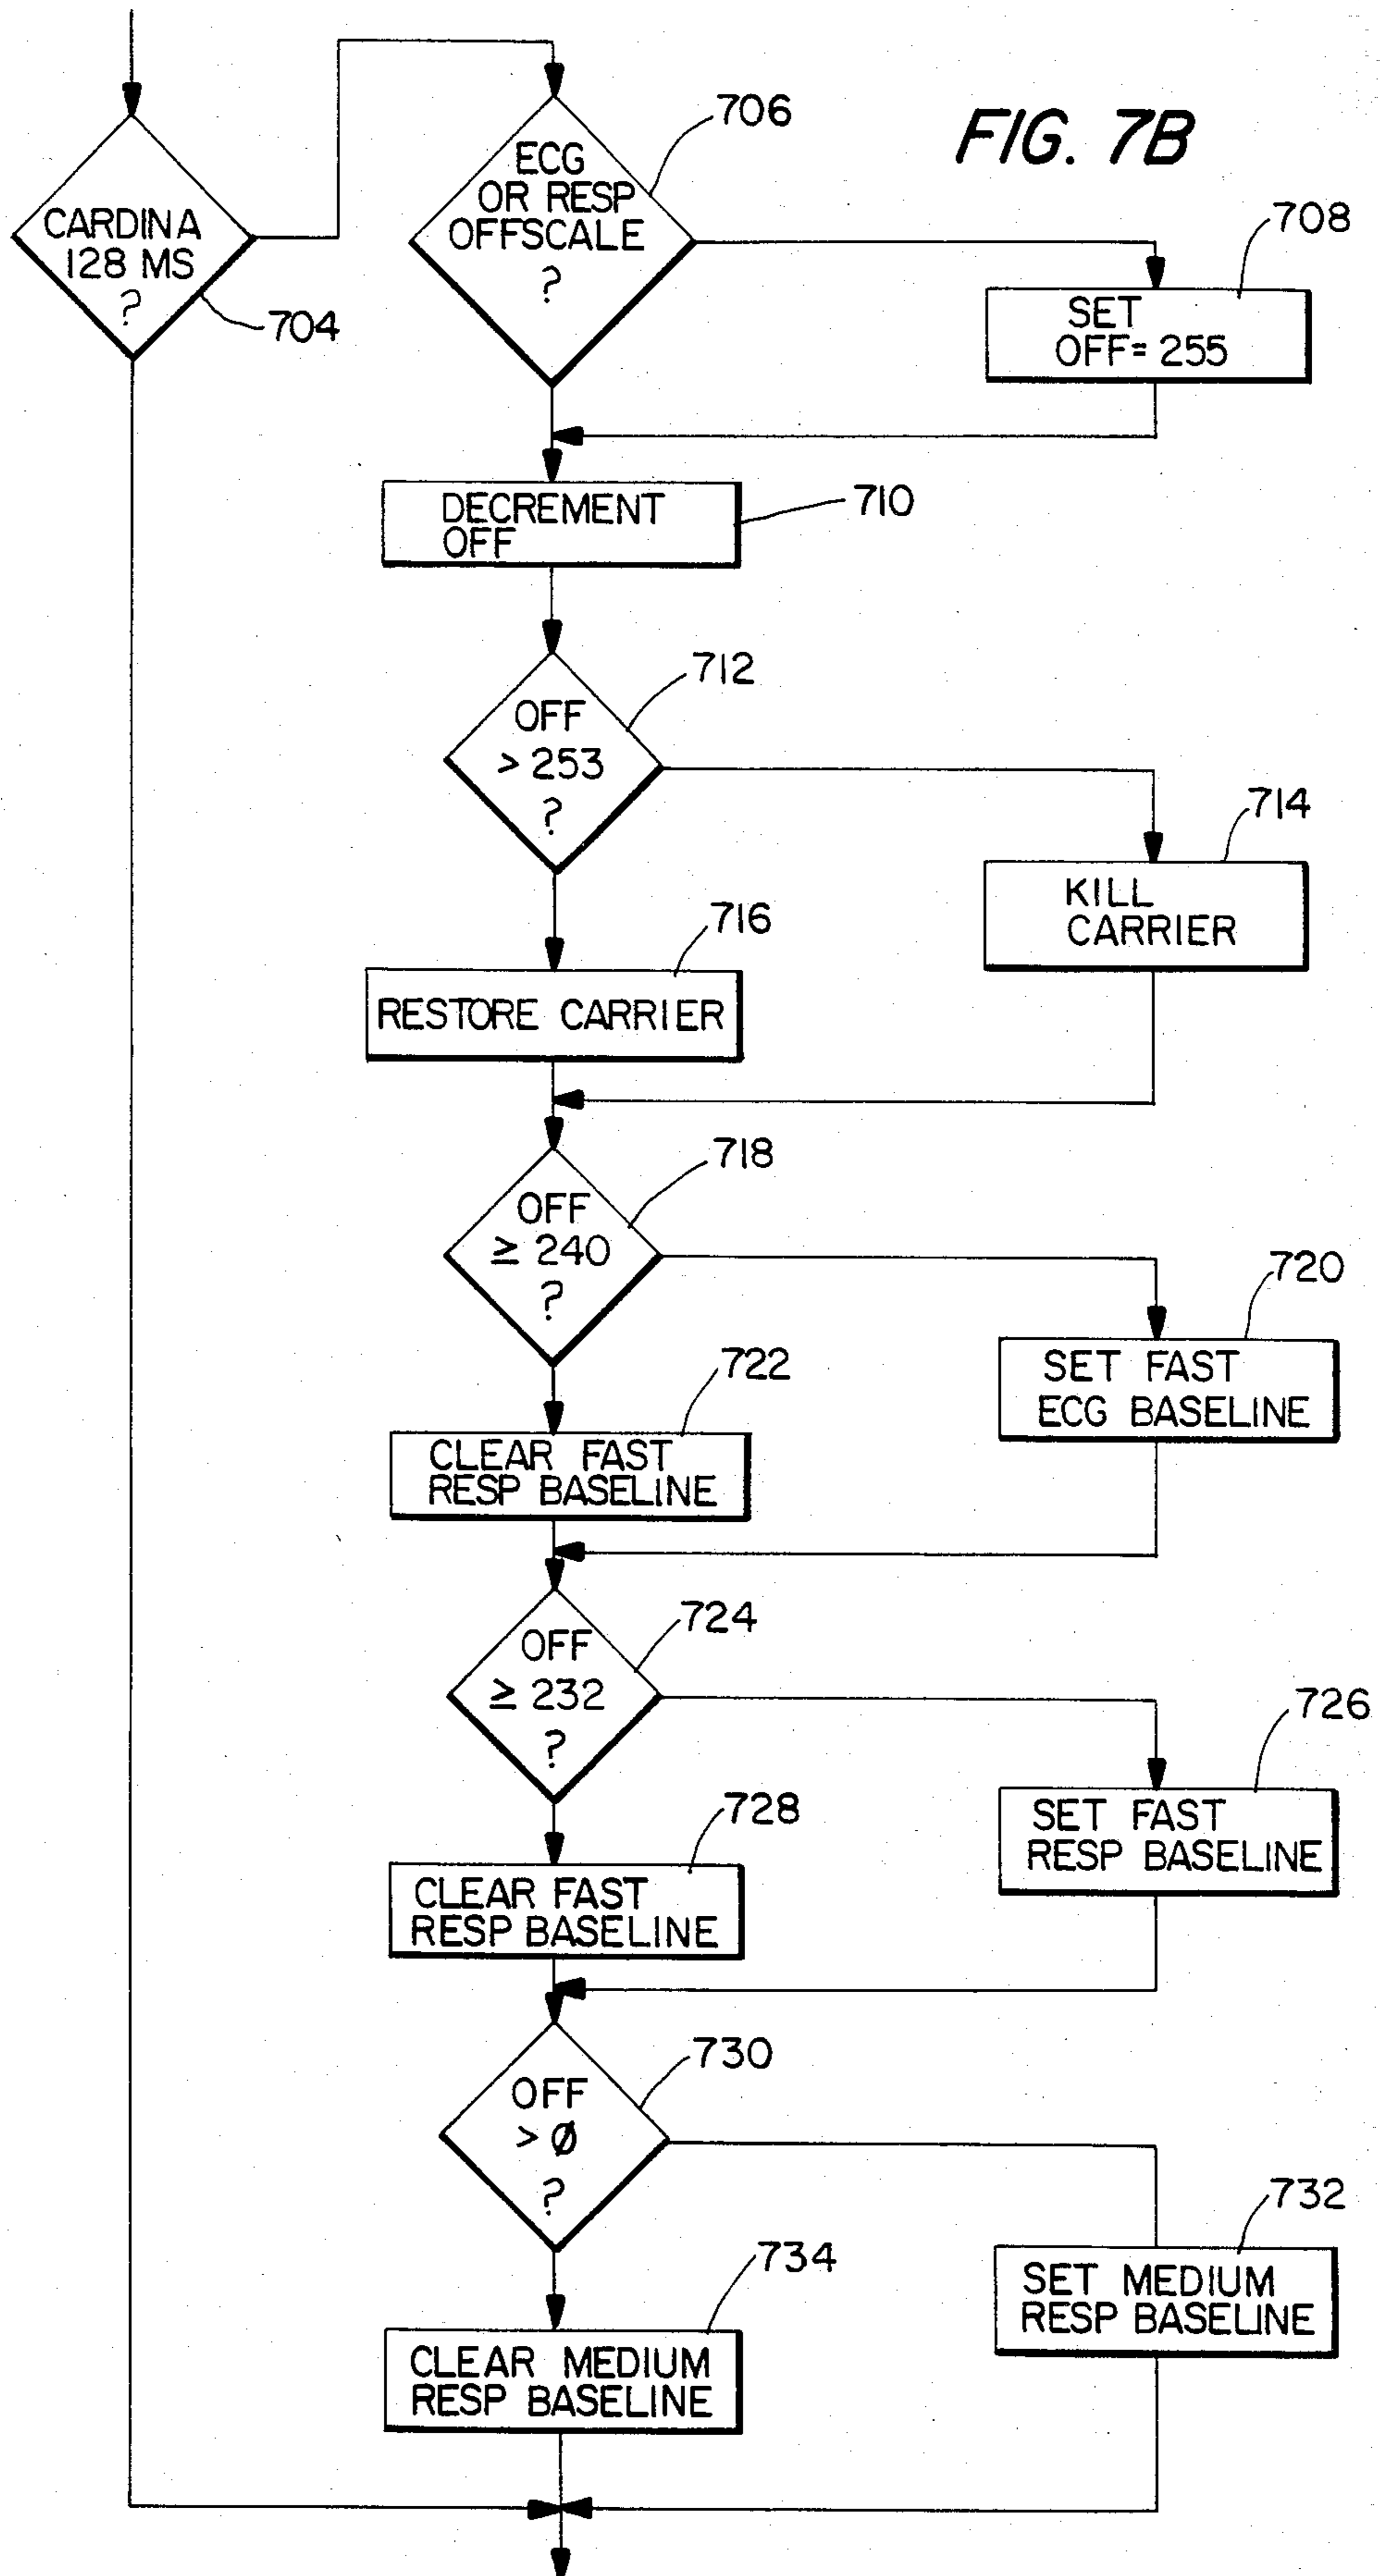 FIG. 7B
CARDINA
128 MS
?
704
ECG
OR RESP
OFFSCALE
?
706
SET
OFF= 255
708
DECREMENT
OFF
710
OFF
> 253
?
712
KILL
CARRIER
714
RESTORE CARRIER
716
OFF
≥ 240
?
718
SET FAST
ECG BASELINE
720
CLEAR FAST
RESP BASELINE
722
OFF
≥ 232
?
724
SET FAST
RESP BASELINE
726
CLEAR FAST
RESP BASELINE
728
OFF
> Ø
?
730
SET MEDIUM
RESP BASELINE
732
CLEAR MEDIUM
RESP BASELINE
734